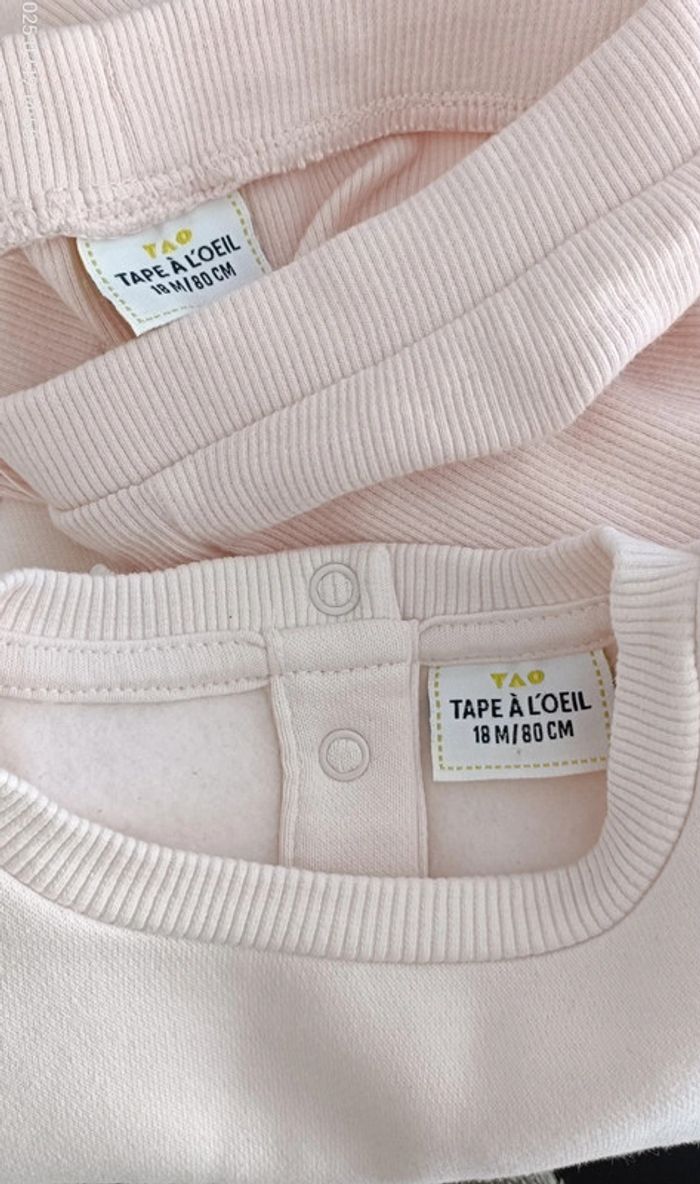 TAO
TAPE À L'OEIL
18 M/80 CM
TAO
TAPE À L'OEIL
18 M/80 CM